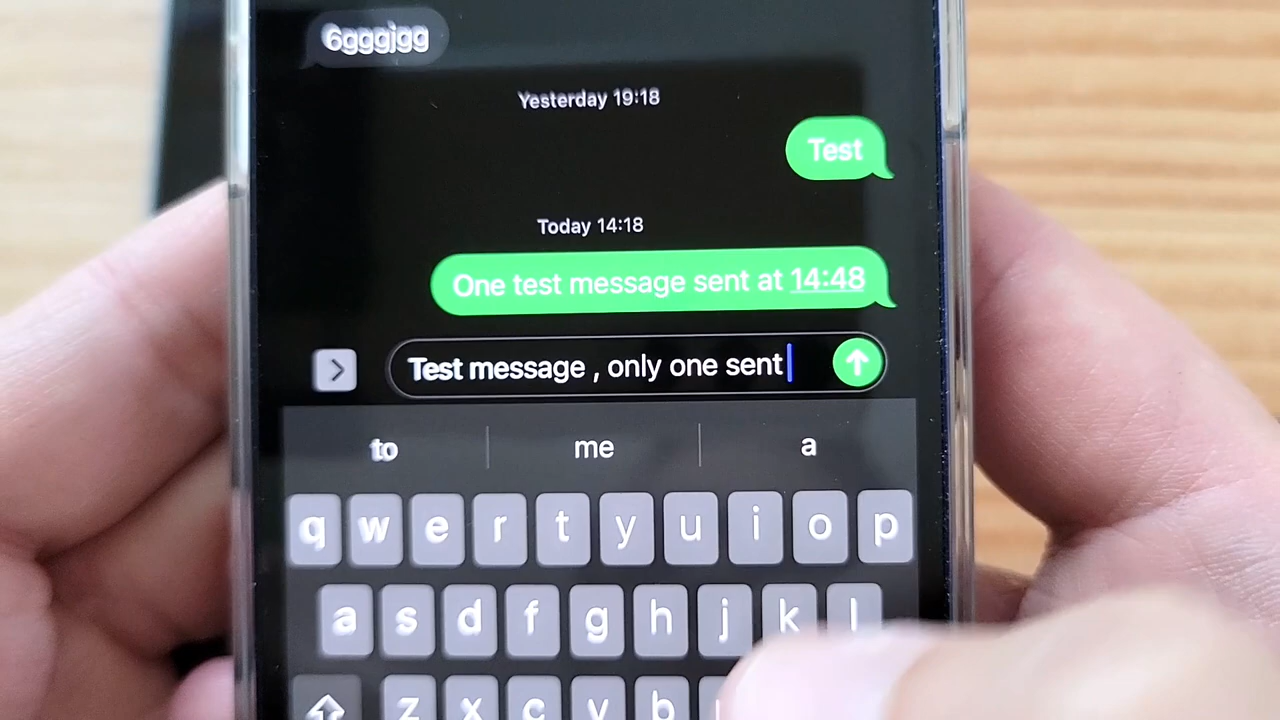 6gggjgg
Yesterday 19:18
Test
Today 14:18
One test message sent at 14:48
Test message , only one sent
to me a
q w e r t y u i o p
a s d f g h j k l
z x c v b